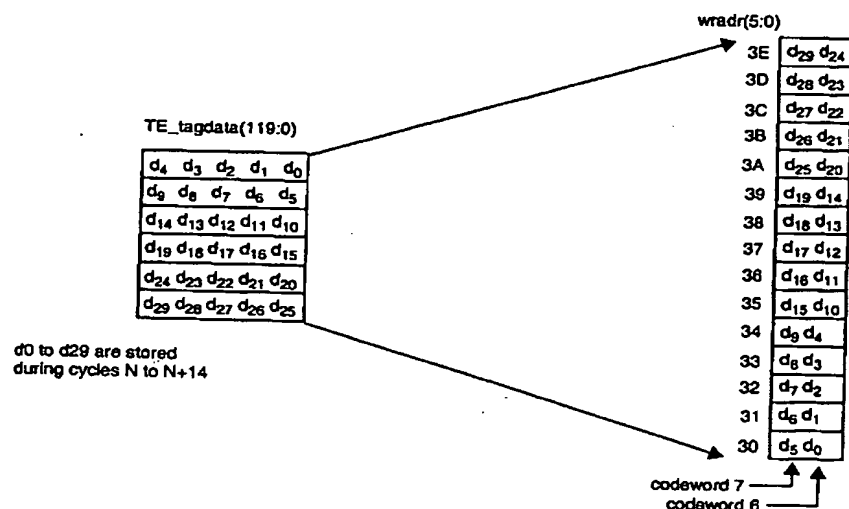 wradr(5:0)
TE_tagdata(119:0)
d4 d3 d2 d1 d0
d9 d8 d7 d6 d5
d14 d13 d12 d11 d10
d19 d18 d17 d16 d15
d24 d23 d22 d21 d20
d29 d28 d27 d26 d25
d0 to d29 are stored
during cycles N to N+14
3E d29 d24
3D d28 d23
3C d27 d22
3B d26 d21
3A d25 d20
39 d19 d14
38 d18 d13
37 d17 d12
36 d16 d11
35 d15 d10
34 d9 d4
33 d8 d3
32 d7 d2
31 d6 d1
30 d5 d0
codeword 7
codeword 6